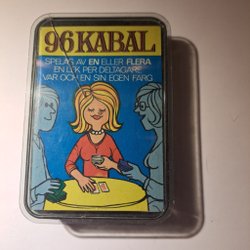 96 KABAL
SPELAS AV EN ELLER FLERA
EN LEK PER DELTAGARE
VAR OCH EN SIN EGEN FÄRG